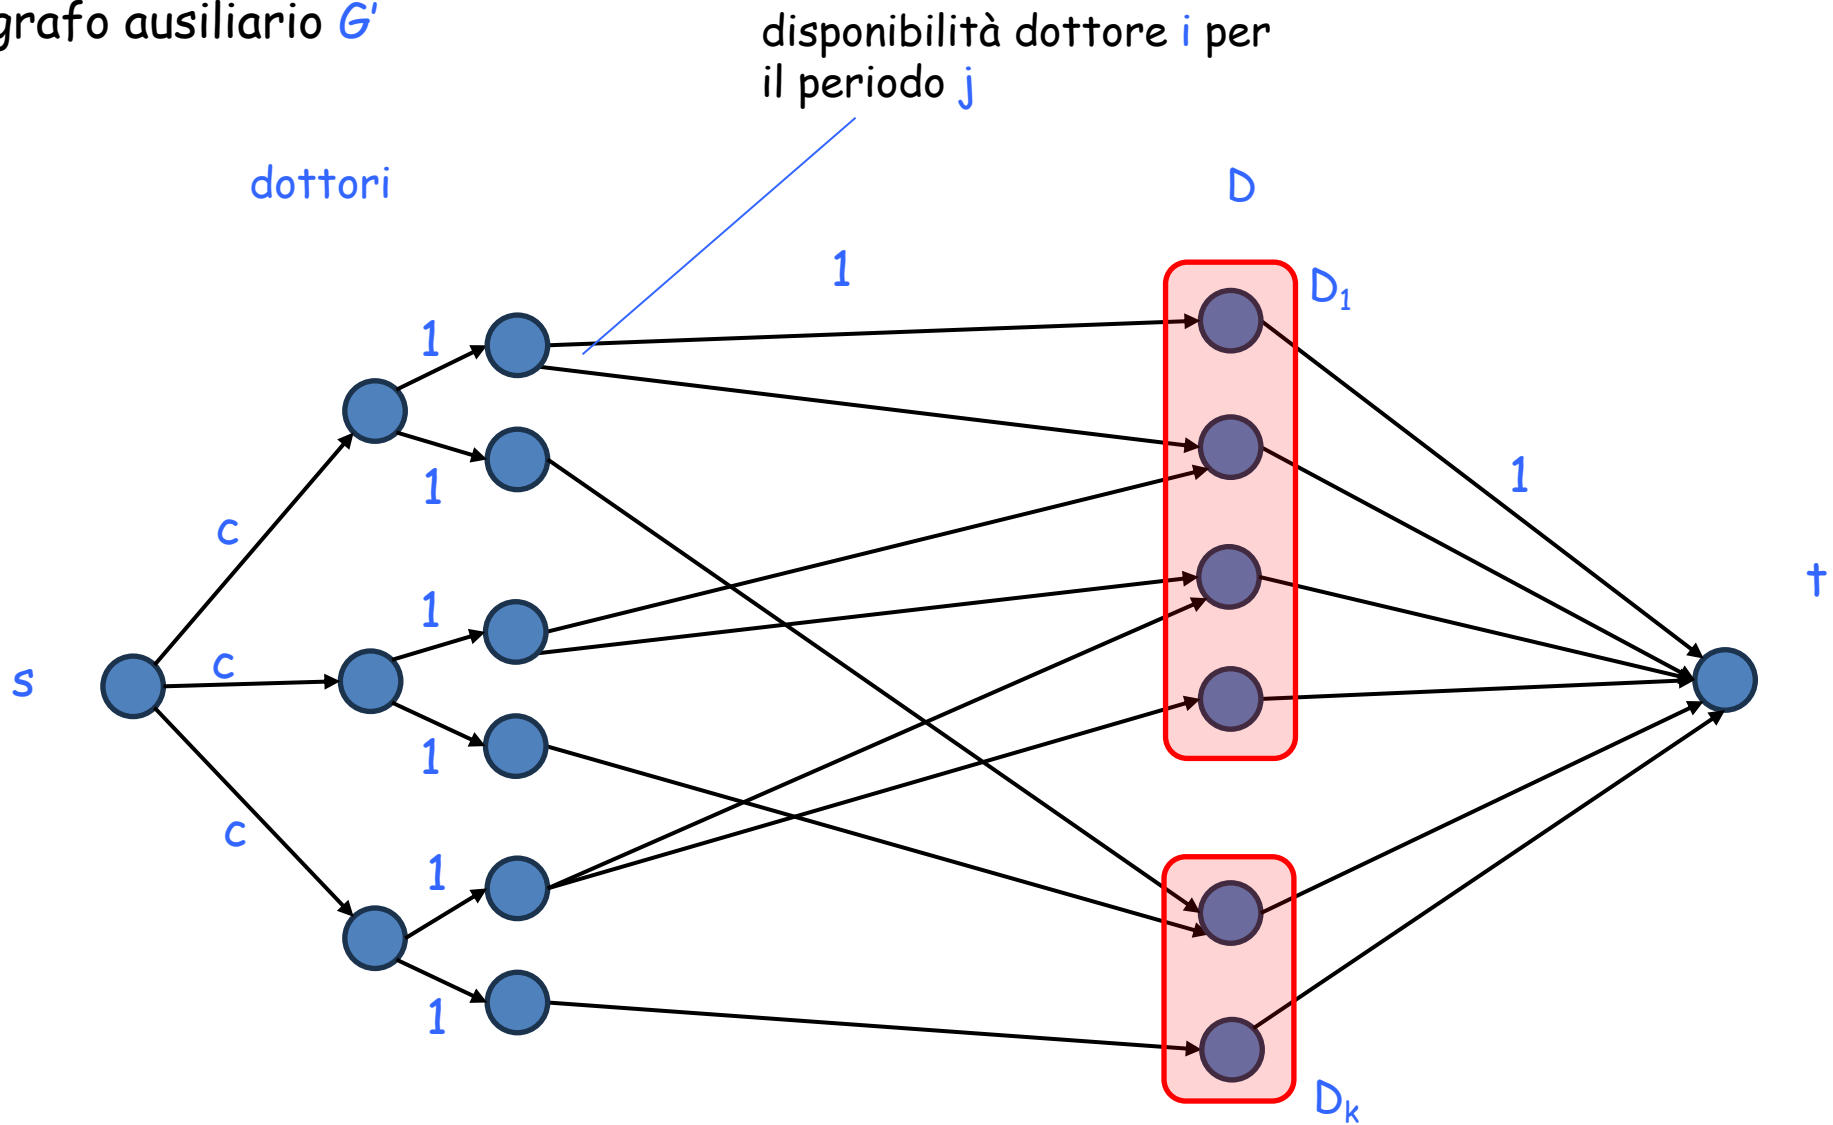 grafo ausiliario G'
disponibilità dottore i per
il periodo j
dottori
D
1
D1
1
1
1
c
t
1
c
s
1
c
1
1
Dk